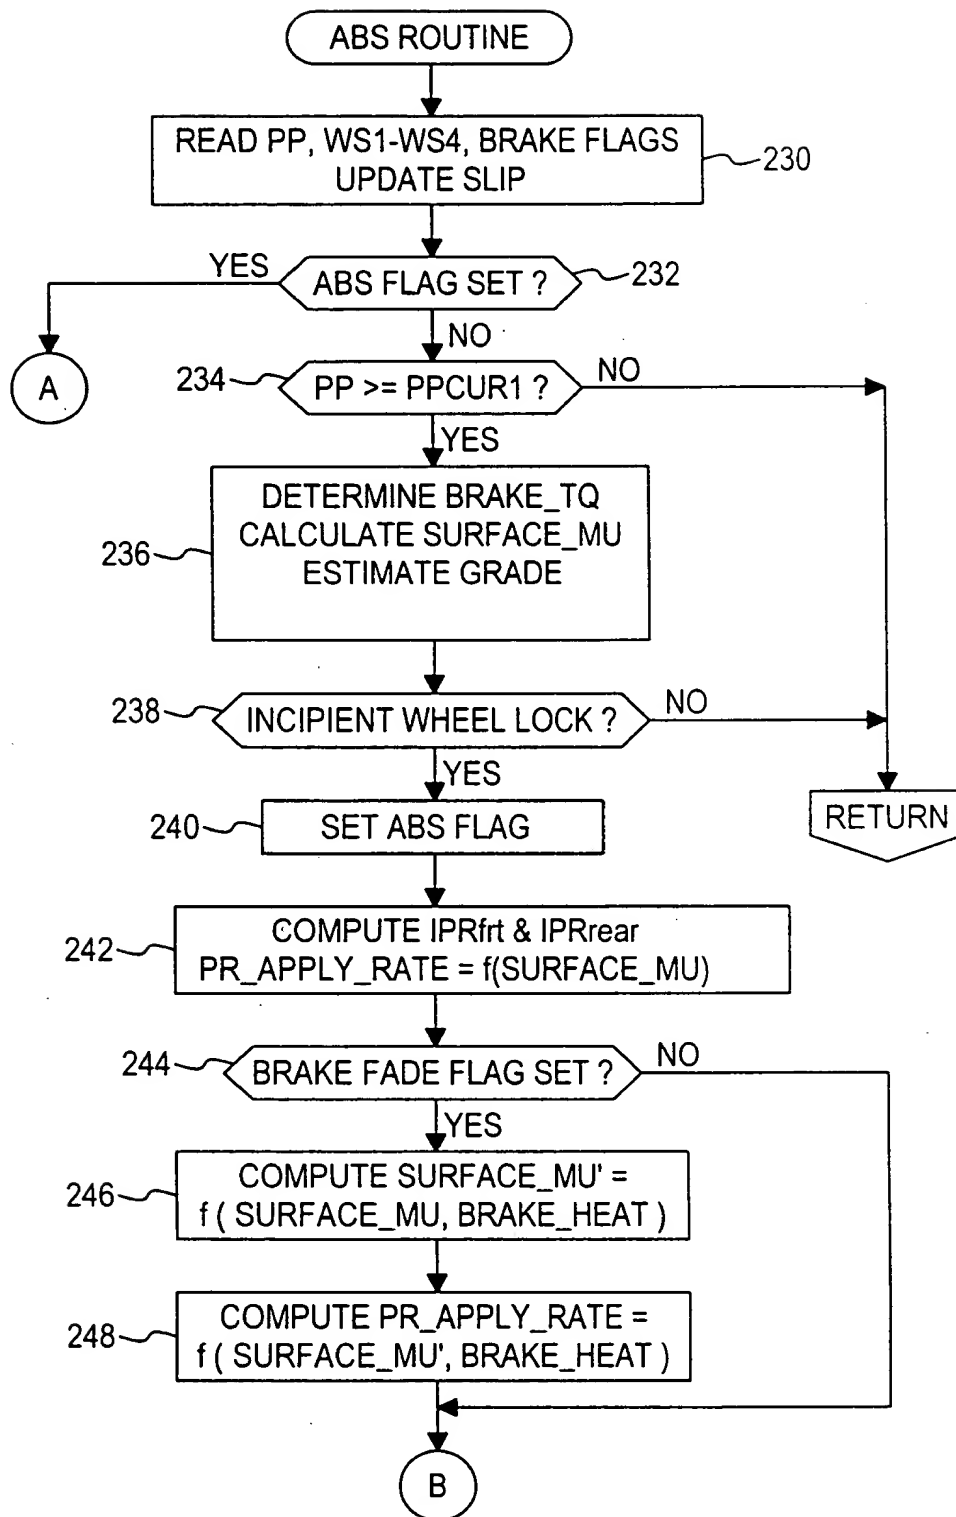 ABS ROUTINE
READ PP, WS1-WS4, BRAKE FLAGS
UPDATE SLIP
230
YES
ABS FLAG SET ?
232
NO
A
234
PP >= PPCUR1 ?
NO
YES
DETERMINE BRAKE_TQ
CALCULATE SURFACE_MU
ESTIMATE GRADE
236
238
INCIPIENT WHEEL LOCK ?
NO
YES
240
SET ABS FLAG
RETURN
242
COMPUTE IPRfrt & IPRrear
PR_APPLY_RATE = f(SURFACE_MU)
244
BRAKE FADE FLAG SET ?
NO
YES
246
COMPUTE SURFACE_MU' =
f ( SURFACE_MU, BRAKE_HEAT )
248
COMPUTE PR_APPLY_RATE =
f ( SURFACE_MU', BRAKE_HEAT )
B